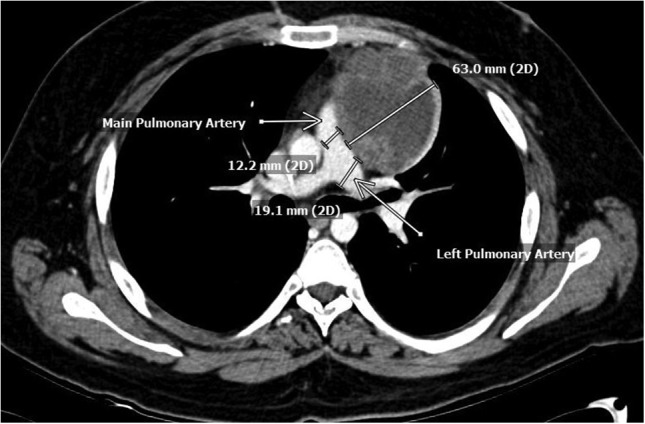 63.0 mm (2D)
Main Pulmonary Artery
12.2 mm (2D)
19.1 mm (2D)
Left Pulmonary Artery